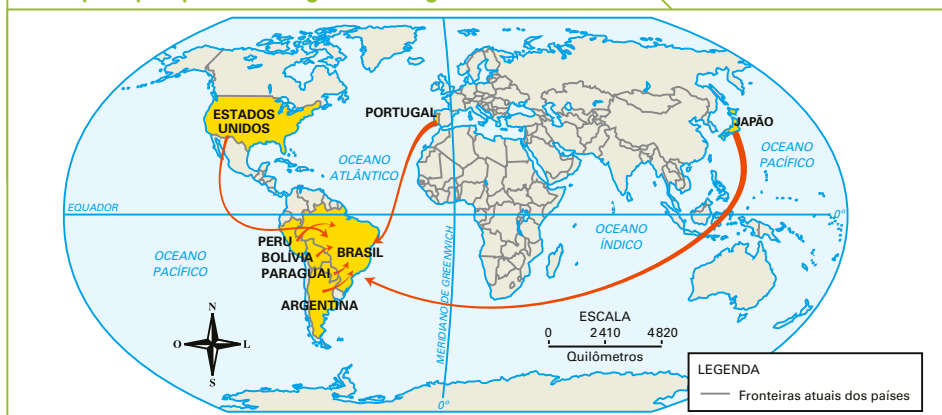 ESTADOS
UNIDOS
PORTUGAL
JAPÃO
OCEANO
ATLÂNTICO
OCEANO
PACÍFICO
EQUADOR
0°
OCEANO
ÍNDICO
OCEANO
PACÍFICO
PERU
BOLÍVIA
PARAGUAI
BRASIL
ARGENTINA
MERIDIANO DE GREENWICH
N
O
L
S
ESCALA
0 2 410 4 820
Quilômetros
LEGENDA
Fronteiras atuais dos países
0°